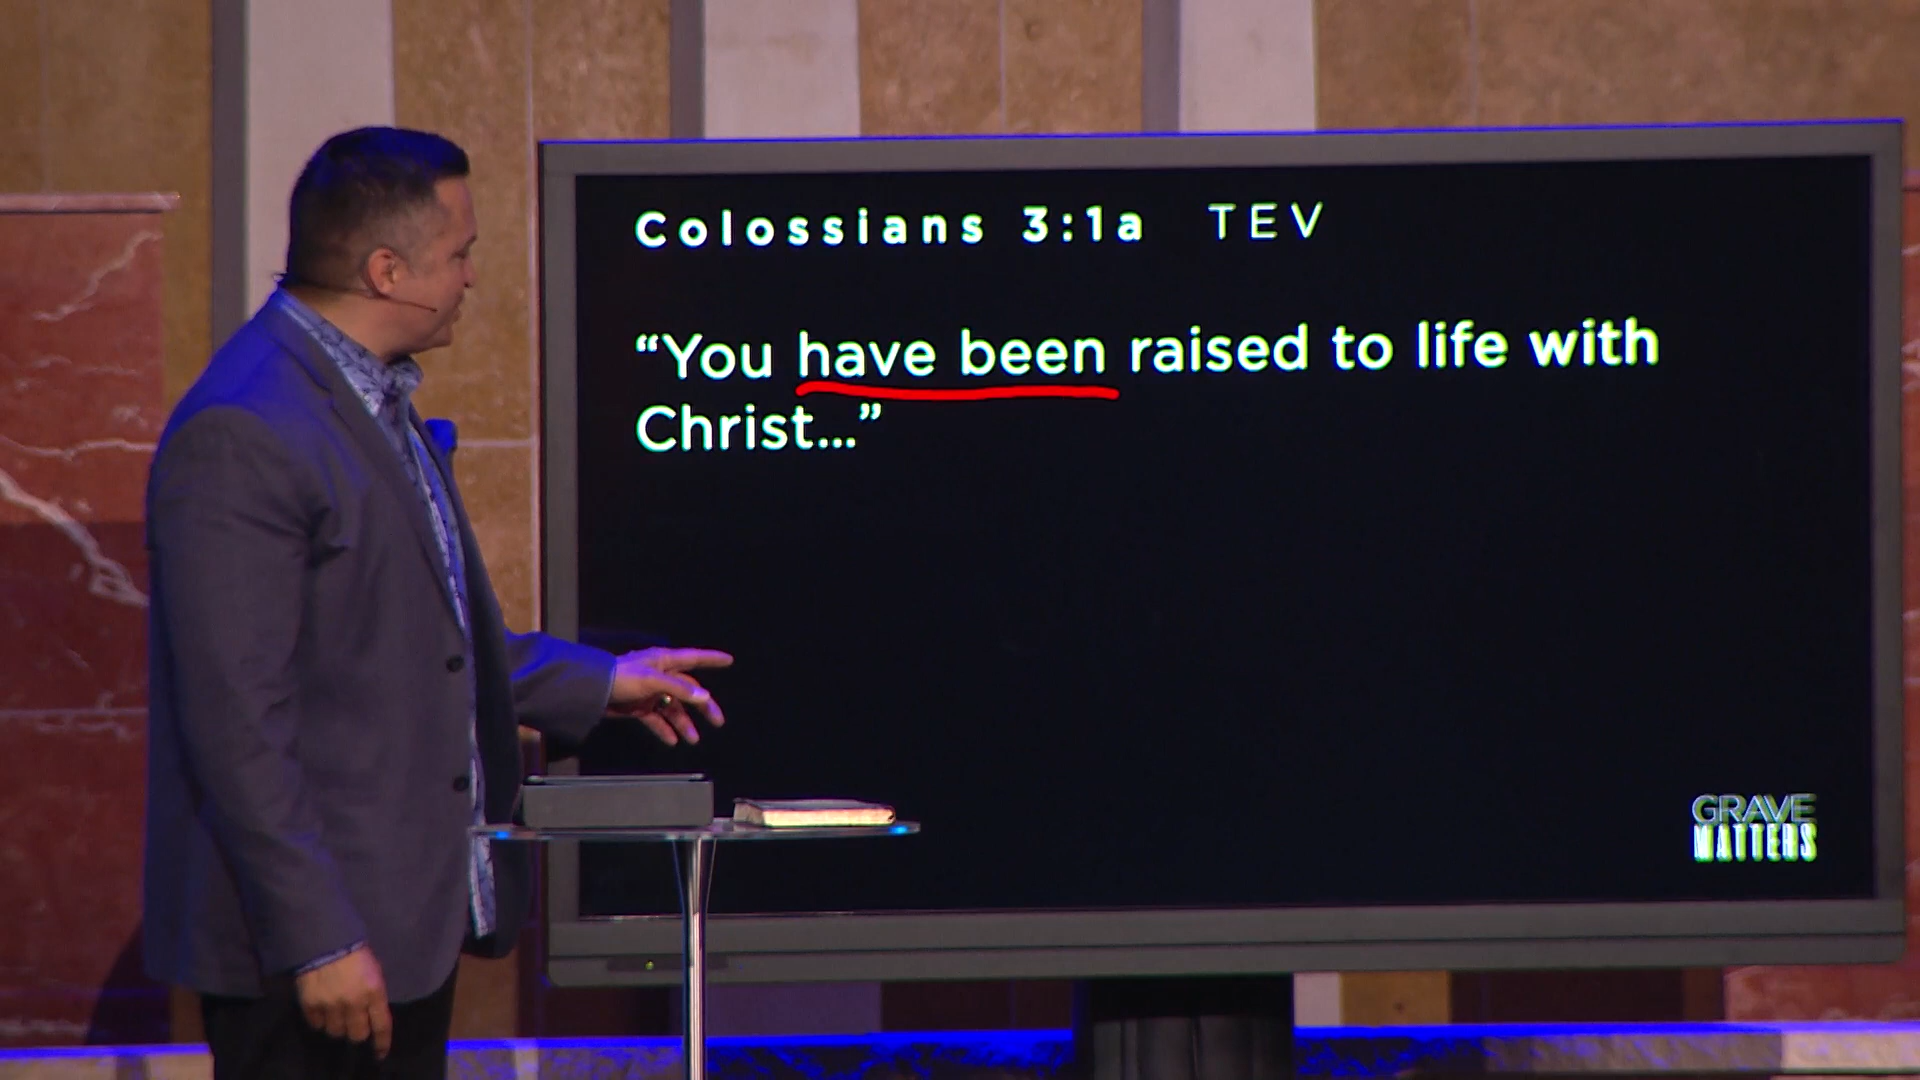 Colossians 3:1a TEV
“You have been raised to life with
Christ...”
GRAVE
MATTERS